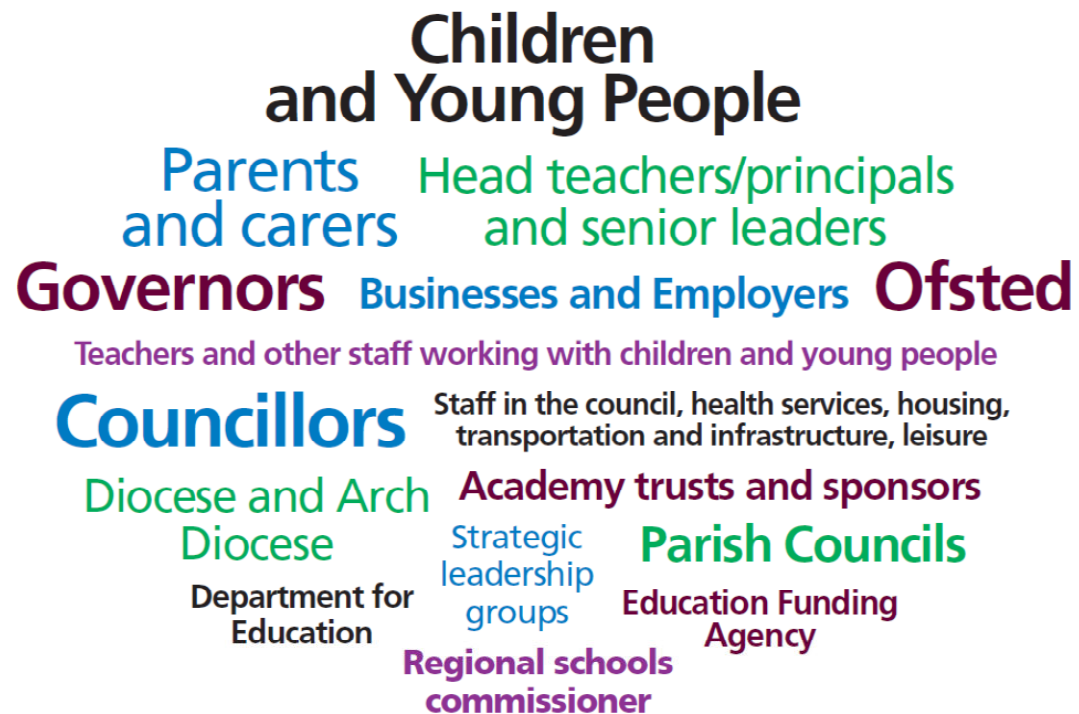 Children
and Young People
Parents
and carers
Head teachers/principals
and senior leaders
Governors
Businesses and Employers
Ofsted
Teachers and other staff working with children and young people
Councillors
Staff in the council, health services, housing,
transportation and infrastructure, leisure
Diocese and Arch
Diocese
Academy trusts and sponsors
Strategic
leadership
groups
Parish Councils
Department for
Education
Education Funding
Agency
Regional schools
commissioner